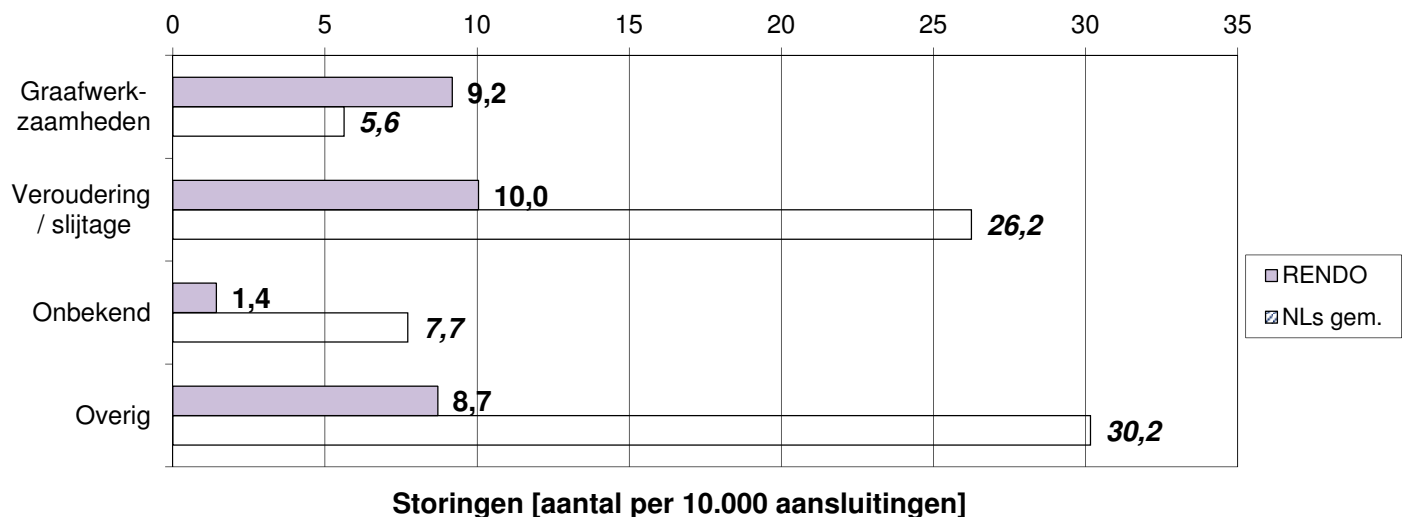 0 5 10 15 20 25 30 35
Graafwerk-
zaamheden
9,2
5,6
Veroudering
/ slijtage
10,0
26,2
Onbekend
1,4
7,7
Overig
8,7
30,2
RENDO
NLs gem.
Storingen [aantal per 10.000 aansluitingen]